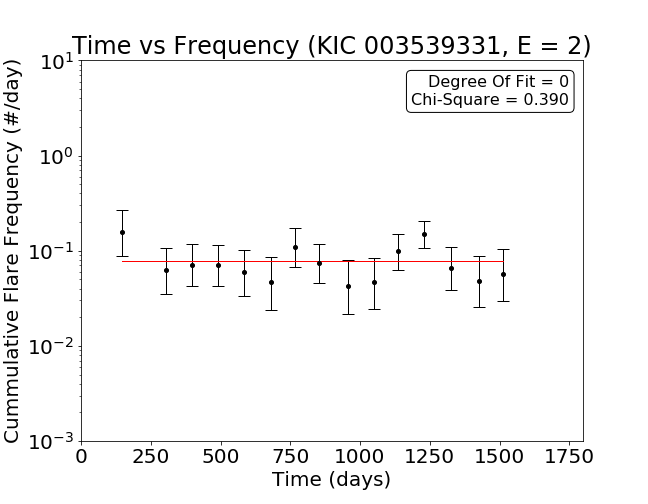 Time vs Frequency (KIC 003539331, E = 2)
Degree Of Fit = 0
Chi-Square = 0.390
Cummulative Flare Frequency (#/day)
10¹
10⁰
10⁻¹
10⁻²
10⁻³
0 250 500 750 1000 1250 1500 1750
Time (days)